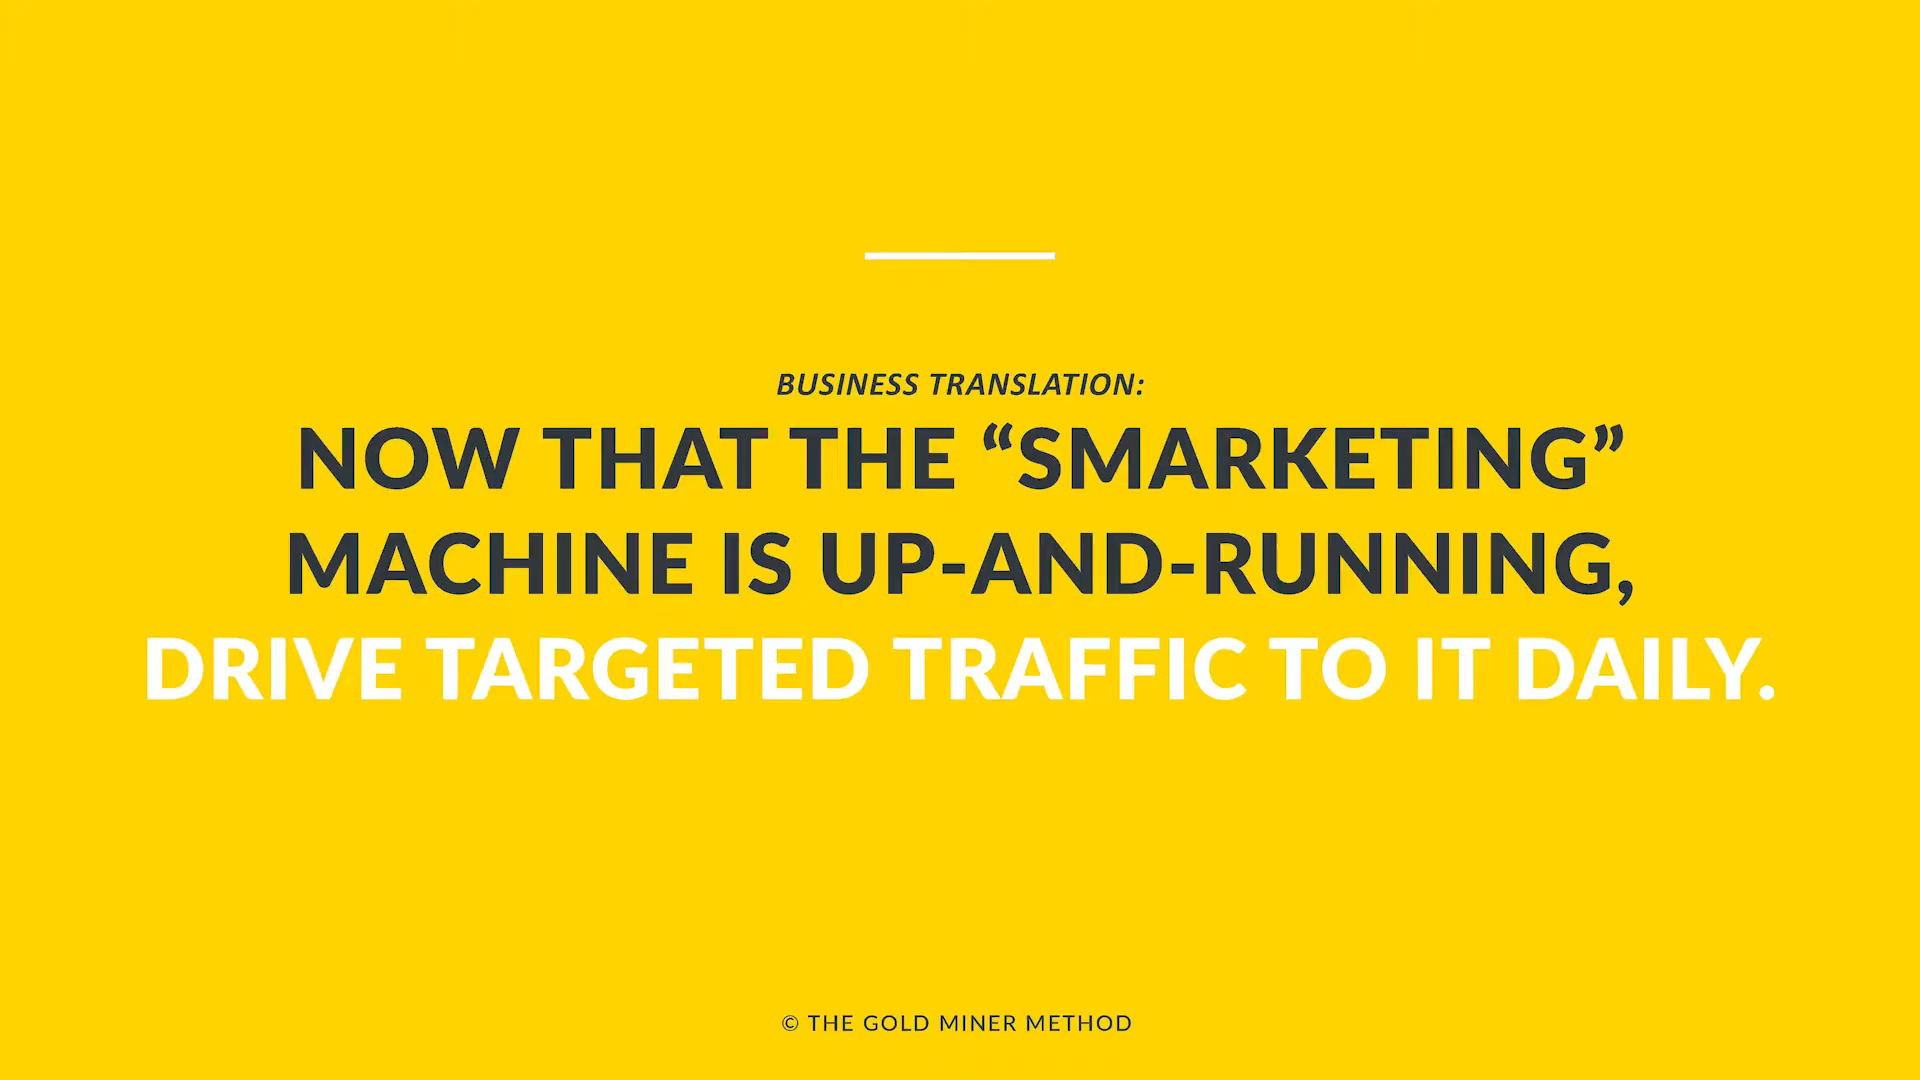 BUSINESS TRANSLATION:
NOW THAT THE “SMARKETING”
MACHINE IS UP-AND-RUNNING,
DRIVE TARGETED TRAFFIC TO IT DAILY.
© THE GOLD MINER METHOD